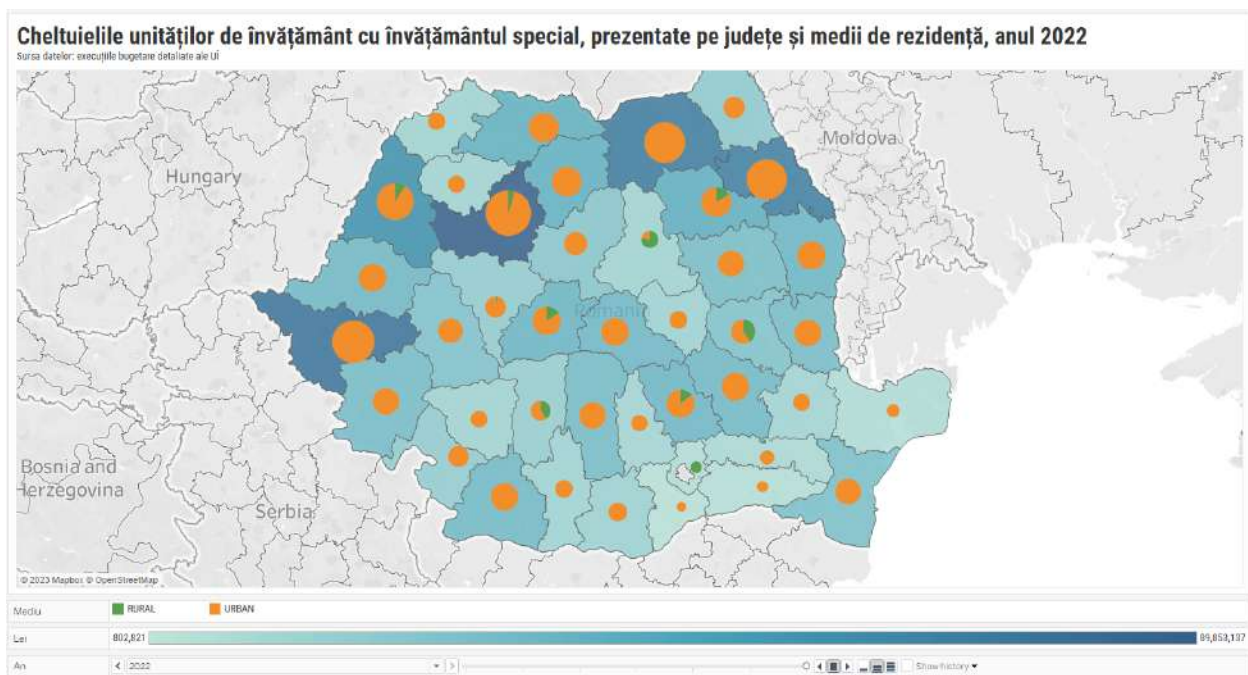 Cheltuielile unităților de învățământ cu învățământul special, prezentate pe județe și medii de rezidență, anul 2022
Sursa datelor: execuțiile bugetare detaliate ale UÎ
Moldova
Hungary
Romania
Bosnia and
Herzegovina
Serbia
© 2023 Mapbox © OpenStreetMap
Mediu RURAL URBAN
Lei 802,821 89,853,137
An 2022 Show history